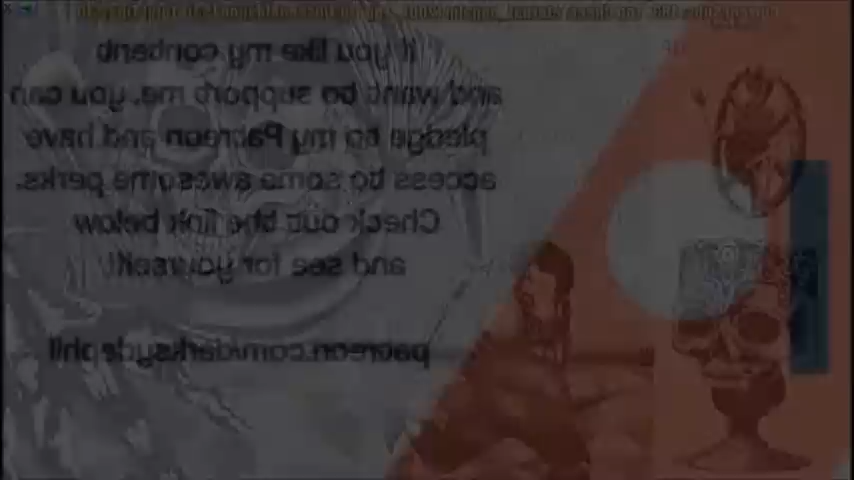 If you like my content
and want to support me, you can
pledge to my Patreon and have
access to some awesome perks.
Check out the link below
and see for yourself!
patreon.com/darksydephil